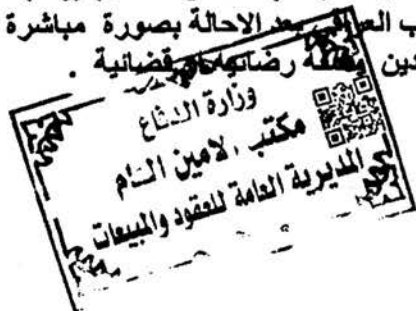 بعد الاحالة بصورة مباشرة
رضائية او قضائية .
وزارة الدفاع
مكتب الامين العام
المديرية العامة للعقود والمبيعات